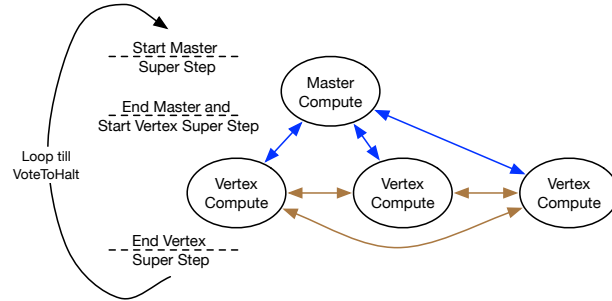 Start Master
Super Step
Master
Compute
End Master and
Start Vertex Super Step
Loop till
VoteToHalt
Vertex
Compute
Vertex
Compute
Vertex
Compute
End Vertex
Super Step